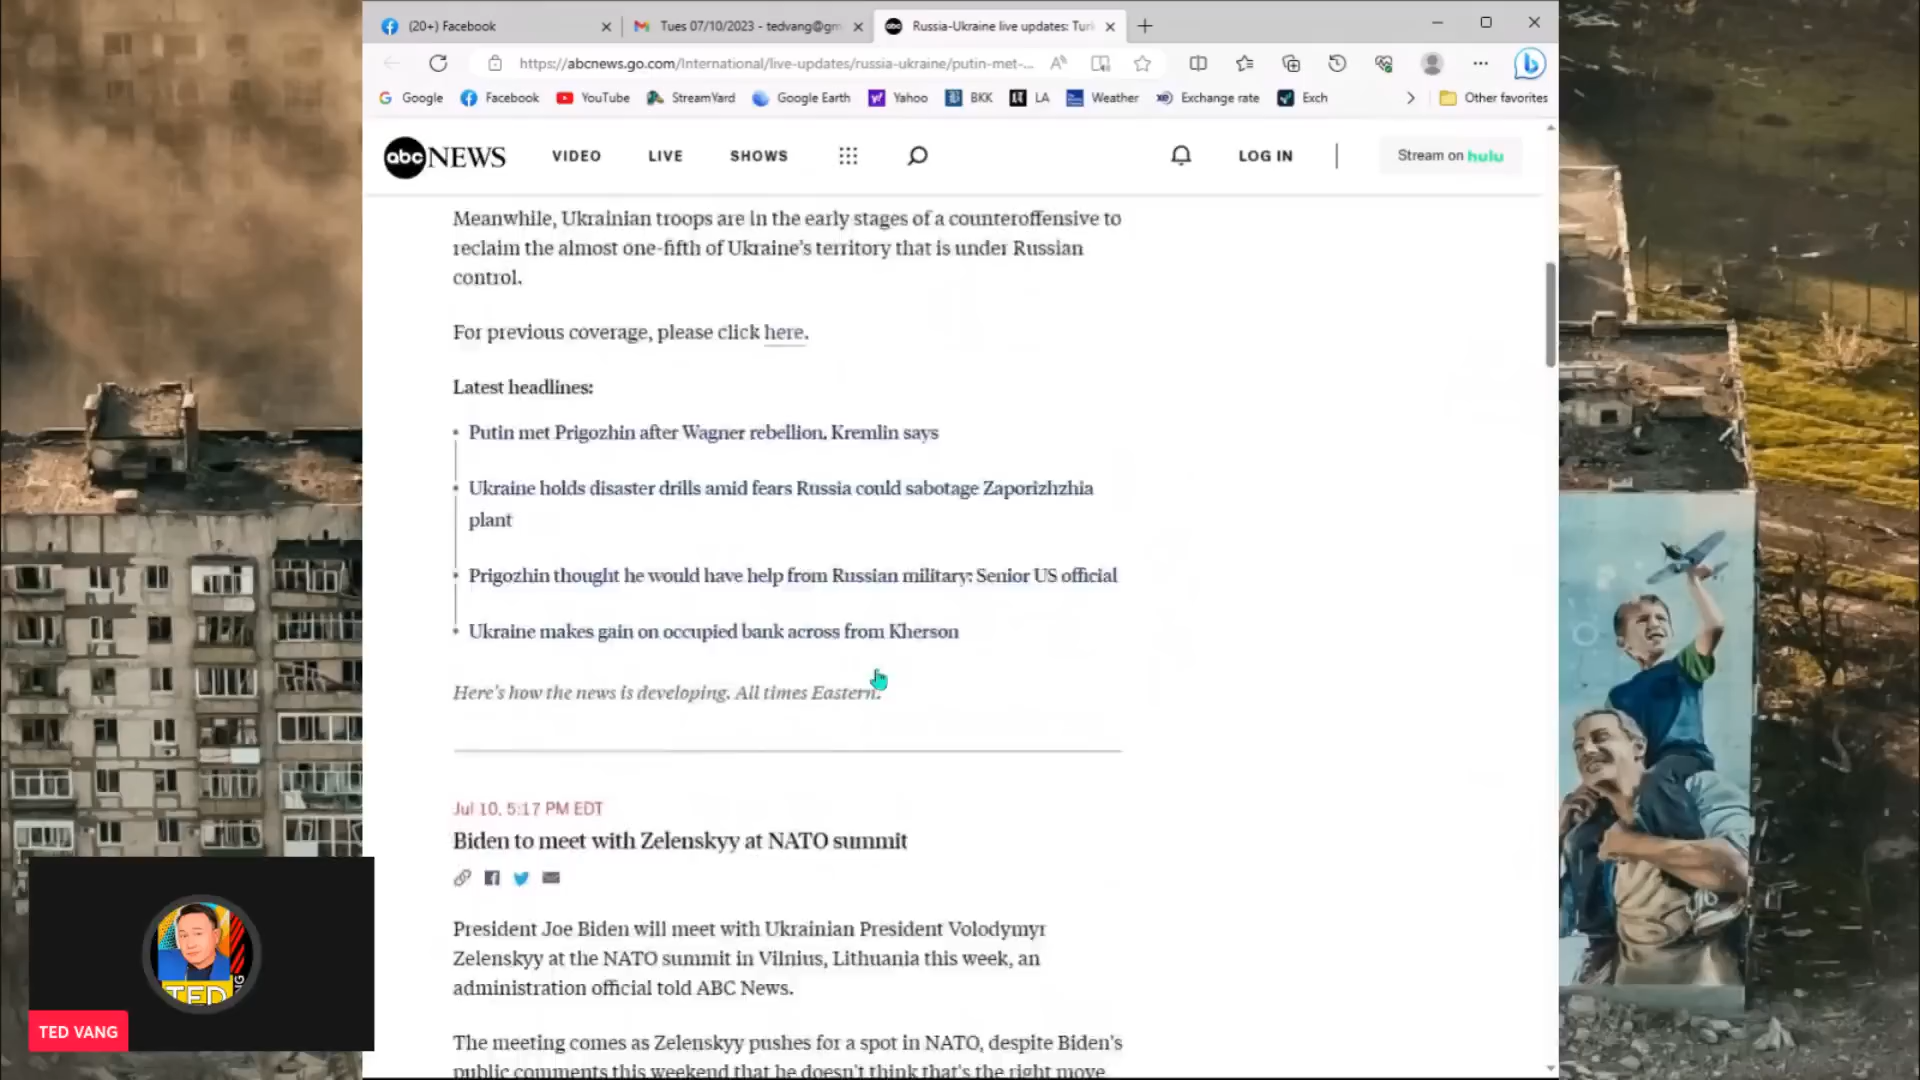 (20+) Facebook
Tues 07/10/2023 - tedvang@gm
Russia-Ukraine live updates: Turk
https://abcnews.go.com/International/live-updates/russia-ukraine/putin-met-...
Google
Facebook
YouTube
StreamYard
Google Earth
Yahoo
BKK
LA
Weather
Exchange rate
Exch
Other favorites
abc NEWS
VIDEO
LIVE
SHOWS
LOG IN
Stream on hulu
Meanwhile, Ukrainian troops are in the early stages of a counteroffensive to
reclaim the almost one-fifth of Ukraine's territory that is under Russian
control.
For previous coverage, please click here.
Latest headlines:
Putin met Prigozhin after Wagner rebellion, Kremlin says
Ukraine holds disaster drills amid fears Russia could sabotage Zaporizhzhia
plant
Prigozhin thought he would have help from Russian military: Senior US official
Ukraine makes gain on occupied bank across from Kherson
Here's how the news is developing. All times Eastern.
Jul 10, 5:17 PM EDT
Biden to meet with Zelenskyy at NATO summit
President Joe Biden will meet with Ukrainian President Volodymyr
Zelenskyy at the NATO summit in Vilnius, Lithuania this week, an
administration official told ABC News.
The meeting comes as Zelenskyy pushes for a spot in NATO, despite Biden's
public comments this weekend that he doesn't think that's the right move
TED
TED VANG